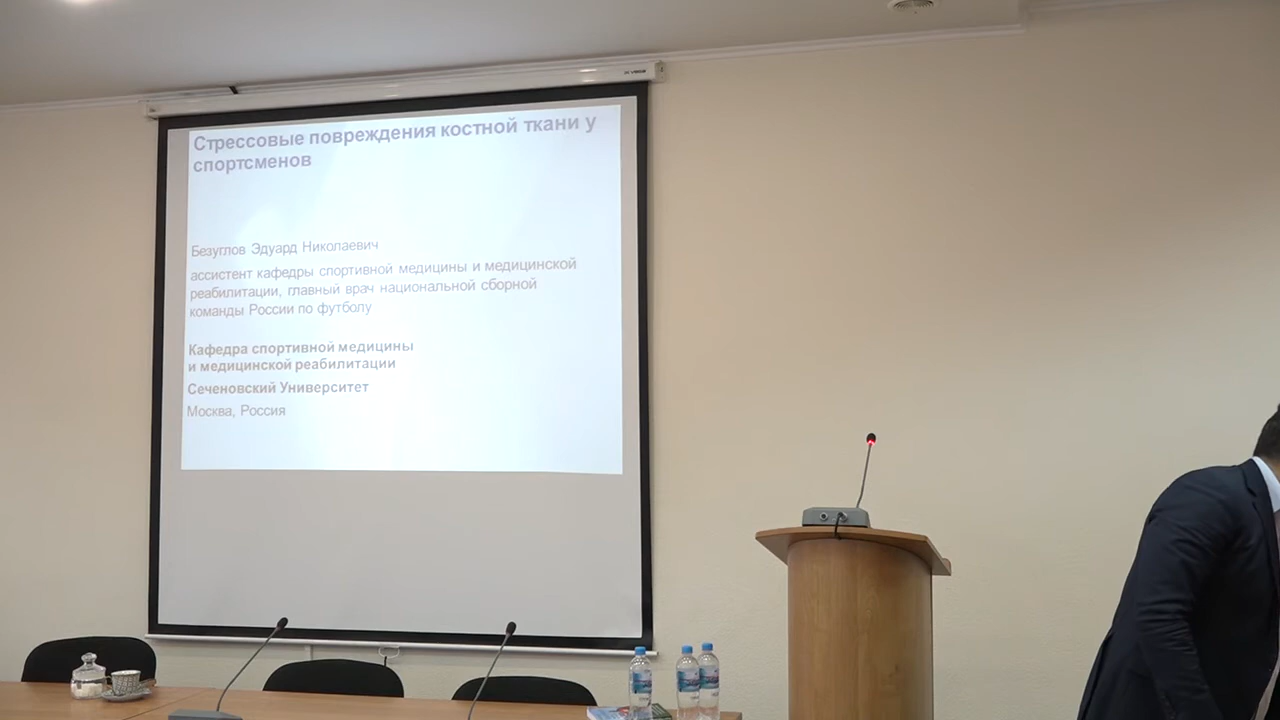 Стрессовые повреждения костной ткани у
спортсменов
Безуглов Эдуард Николаевич
ассистент кафедры спортивной медицины и медицинской
реабилитации, главный врач национальной сборной
команды России по футболу
Кафедра спортивной медицины
и медицинской реабилитации
Сеченовский Университет
Москва, Россия